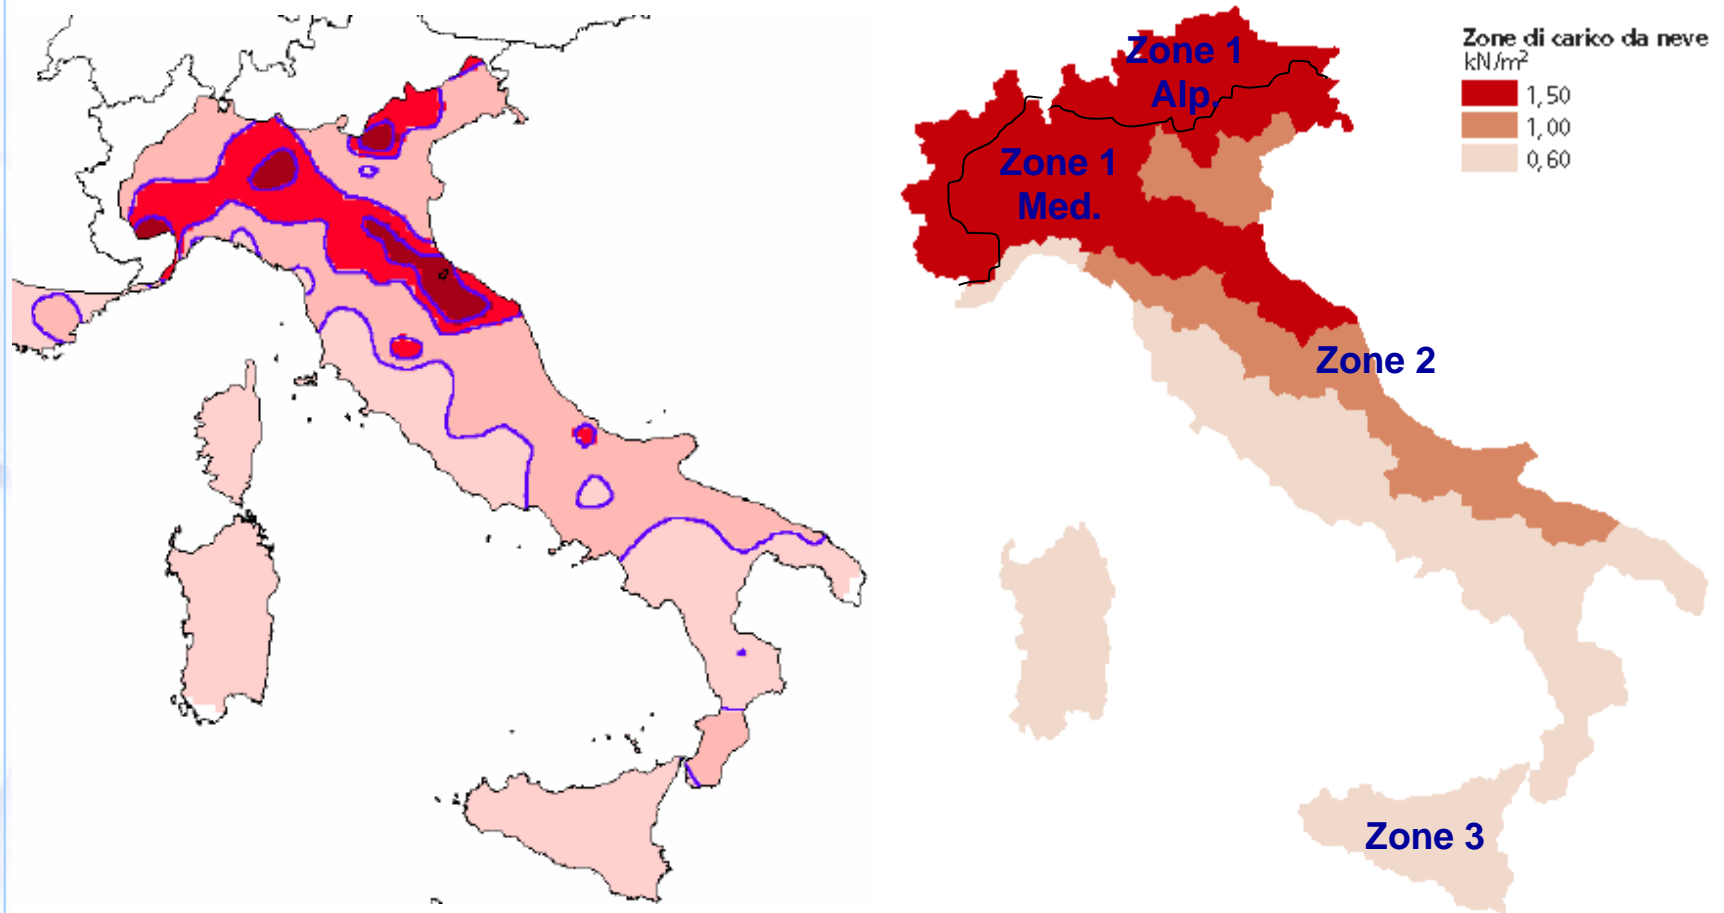 Zone 1
Alp.
Zone 1
Med.
Zone 2
Zone 3
Zone di carico da neve
kN/m²
1,50
1,00
0,60